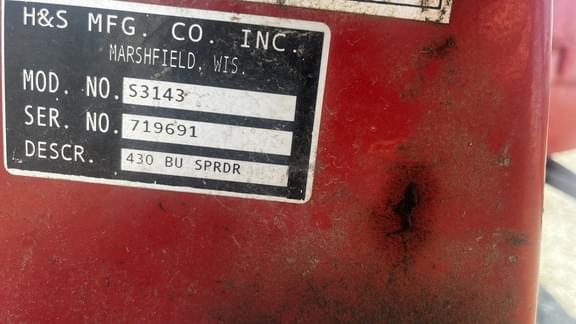 H&S MFG. CO. INC.
MARSHFIELD, WIS.
MOD. NO. S3143
SER. NO. 719691
DESCR. 430 BU SPRDR